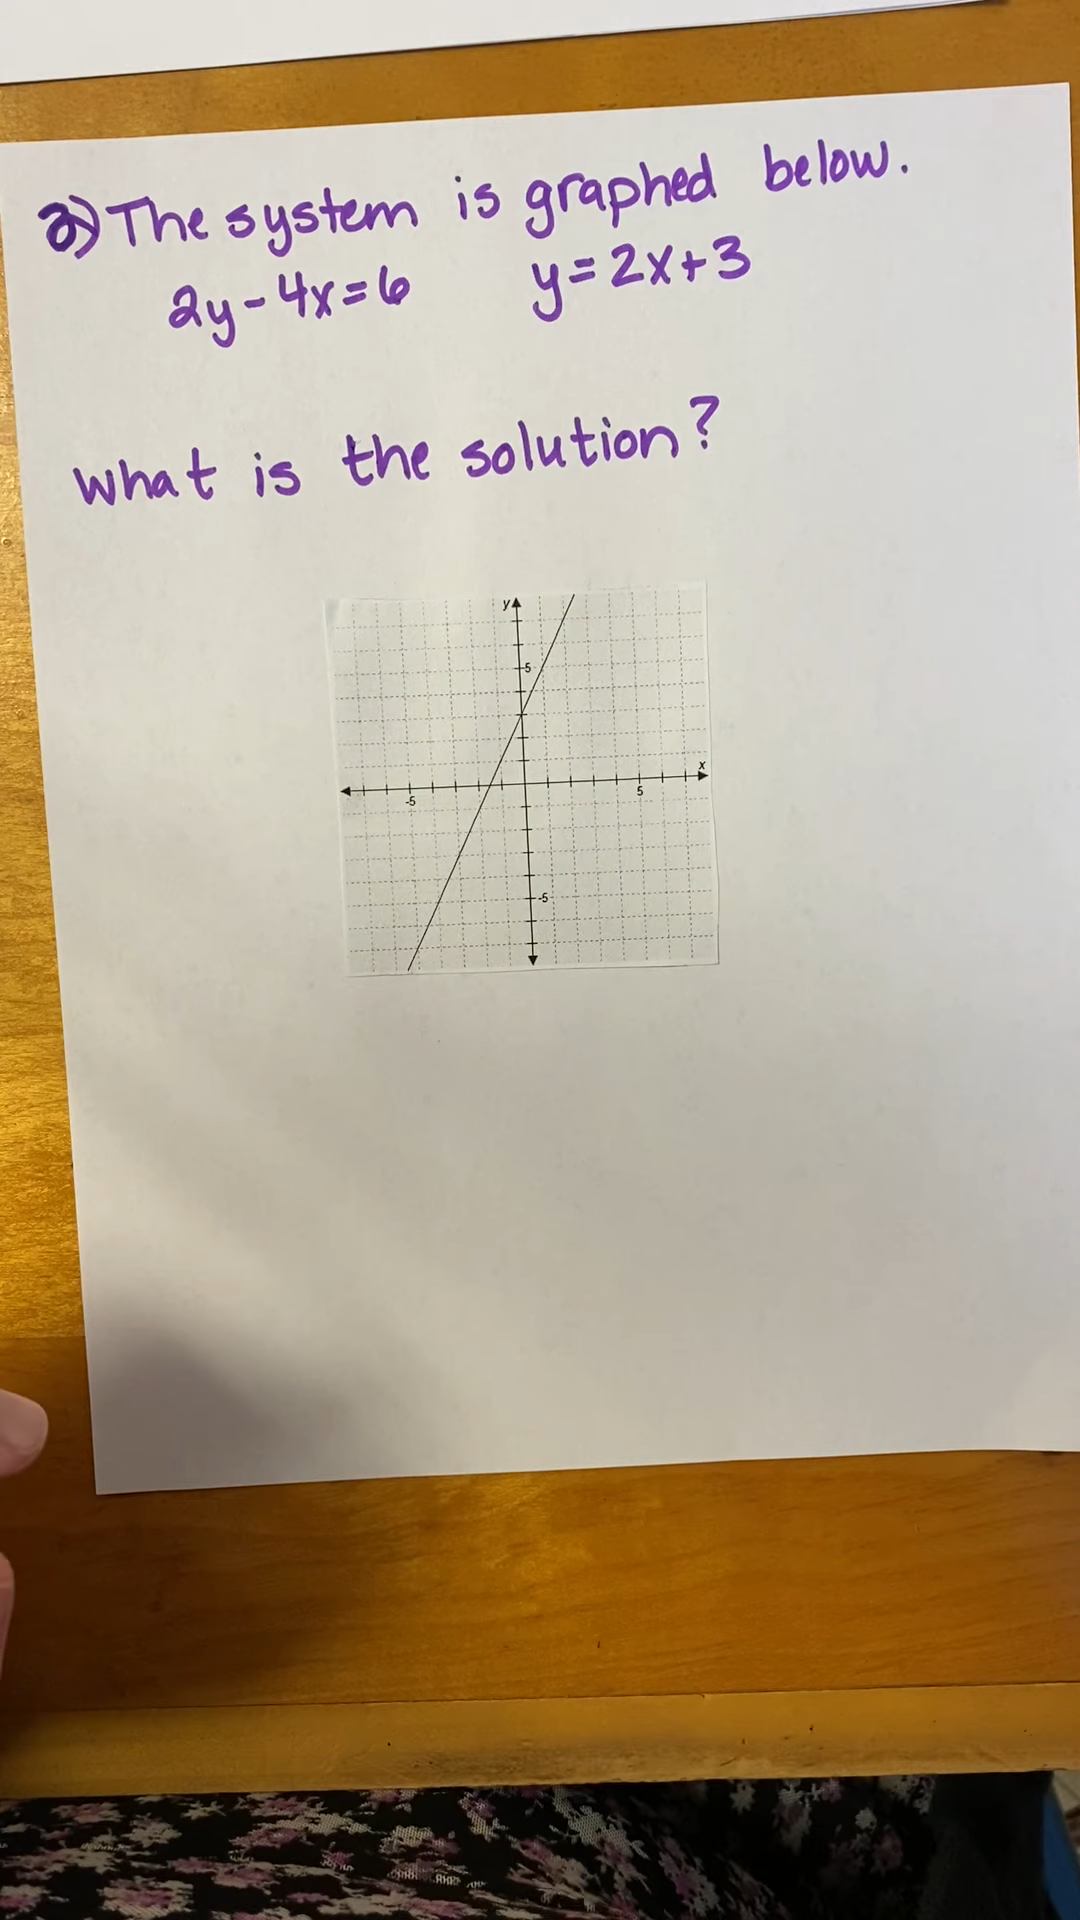 2) The system is graphed below.
2y-4x=6 y=2x+3
What is the solution?
y
5
x
-5 5
-5